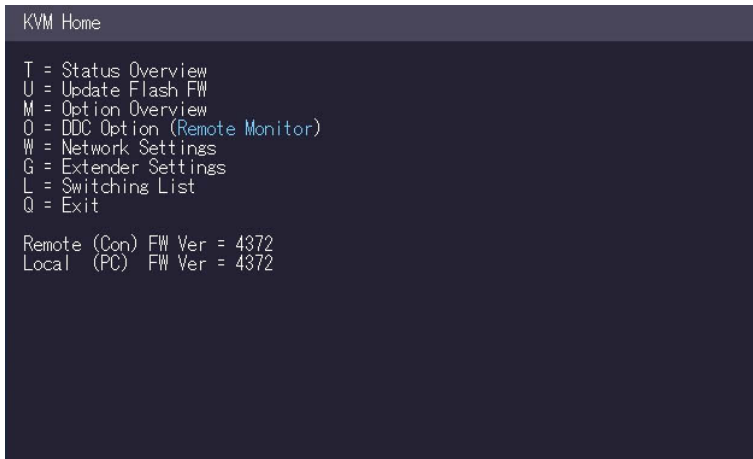 KVM Home
T = Status Overview
U = Update Flash FW
M = Option Overview
O = DDC Option (Remote Monitor)
W = Network Settings
G = Extender Settings
L = Switching List
Q = Exit
Remote (Con) FW Ver = 4372
Local (PC) FW Ver = 4372